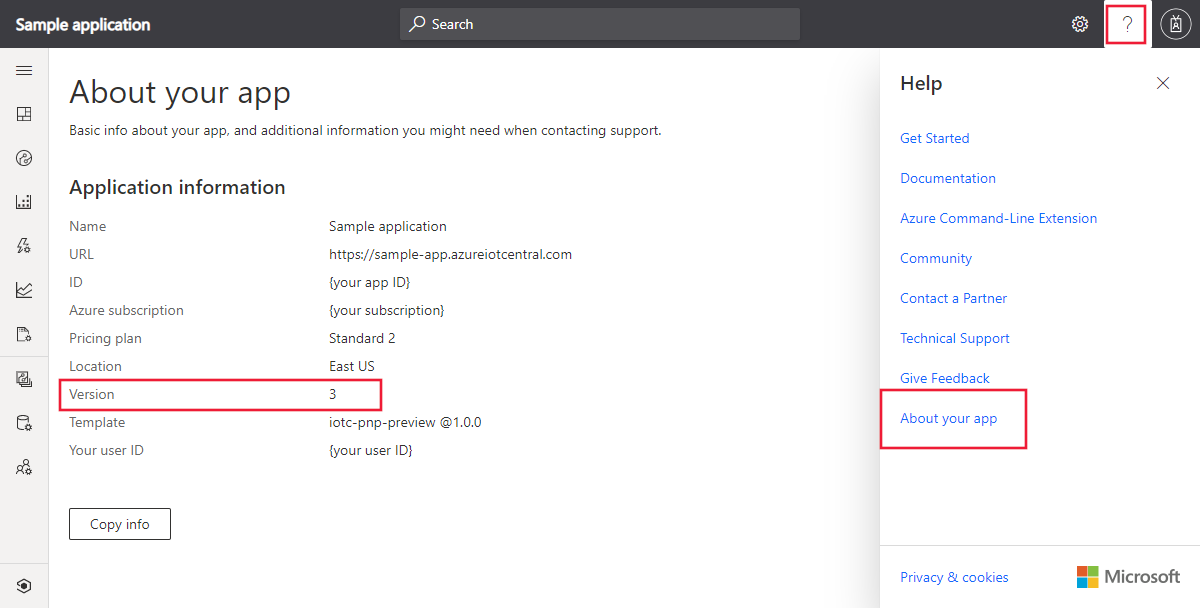 Sample application
Search
?
About your app
Basic info about your app, and additional information you might need when contacting support.
Application information
Name Sample application
URL https://sample-app.azureiotcentral.com
ID {your app ID}
Azure subscription {your subscription}
Pricing plan Standard 2
Location East US
Version 3
Template iotc-pnp-preview @1.0.0
Your user ID {your user ID}
Copy info
Help
Get Started
Documentation
Azure Command-Line Extension
Community
Contact a Partner
Technical Support
Give Feedback
About your app
Privacy & cookies
Microsoft